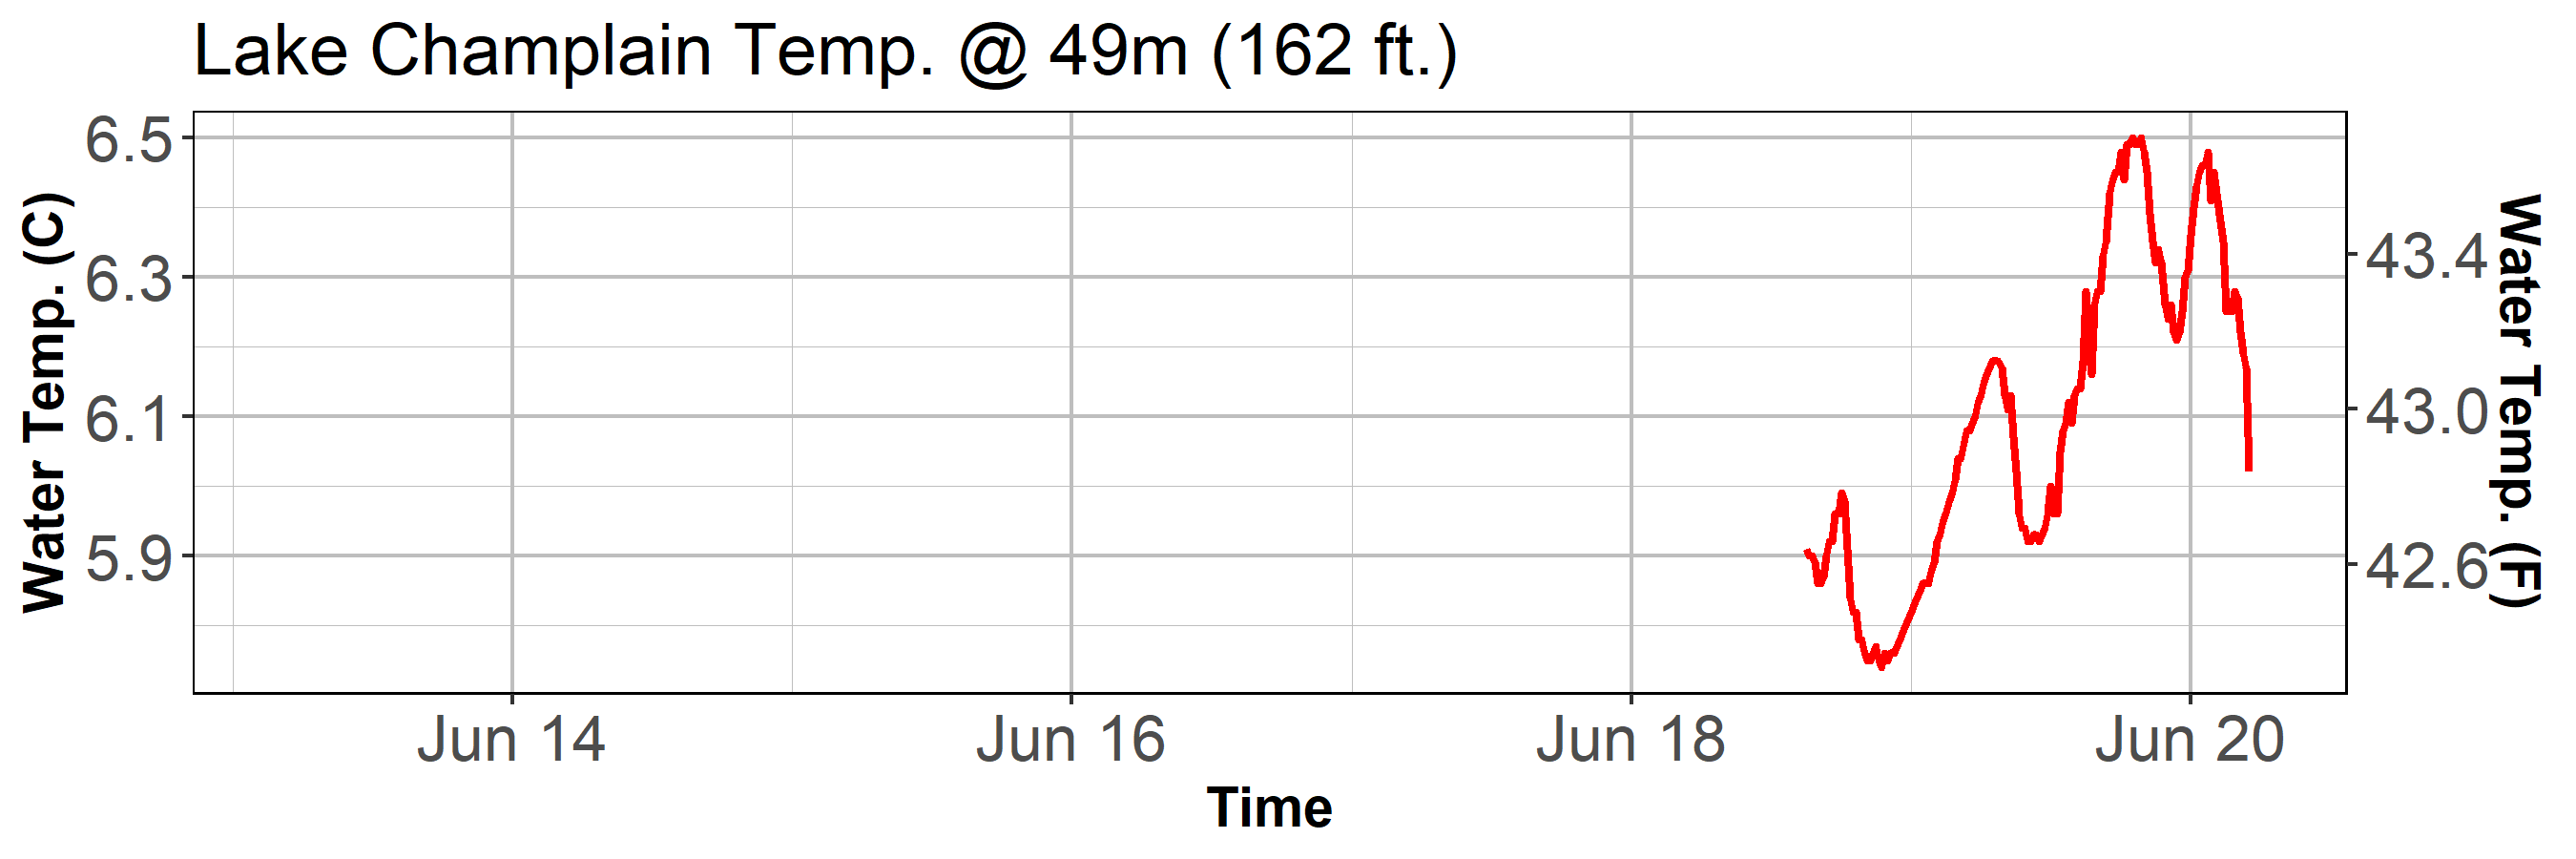 Lake Champlain Temp. @ 49m (162 ft.)
Water Temp. (C)
6.5
6.3
6.1
5.9
43.4
43.0
42.6
Water Temp. (F)
Jun 14 Jun 16 Jun 18 Jun 20
Time